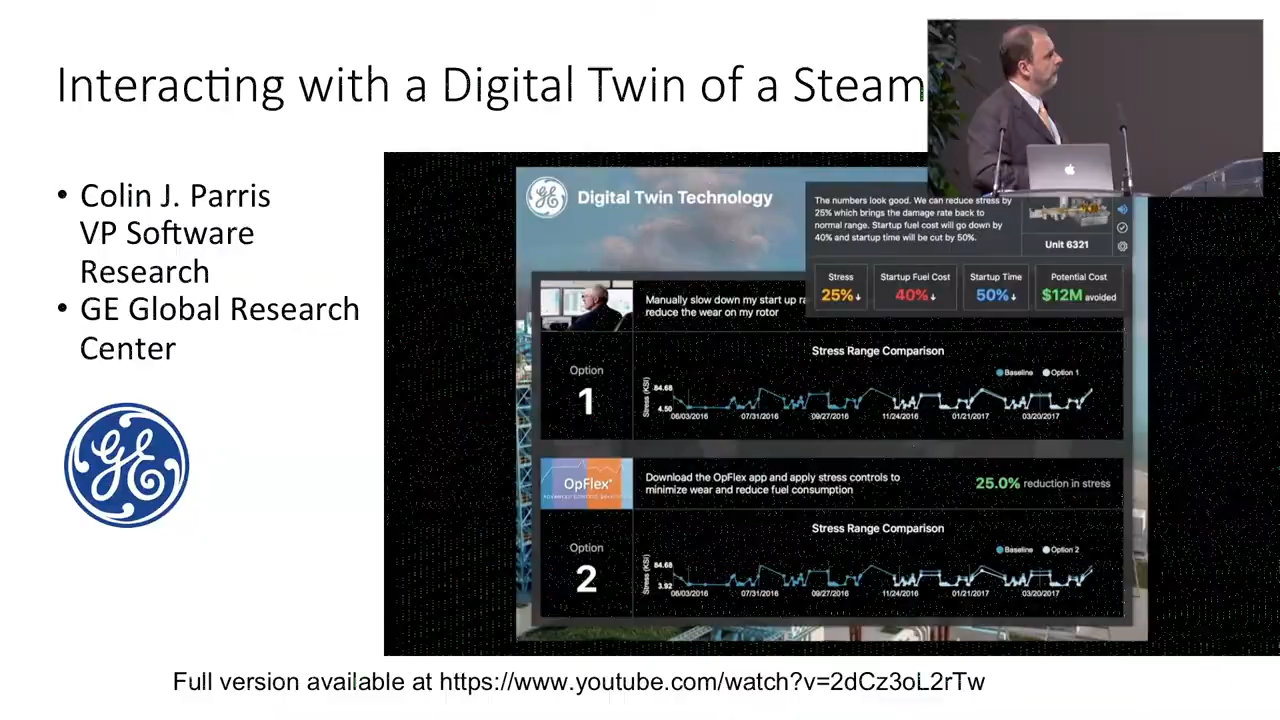 Interacting with a Digital Twin of a Steam
• Colin J. Parris
VP Software
Research
• GE Global Research
Center
GE
Full version available at https://www.youtube.com/watch?v=2dCz3oL2rTw
GE
Digital Twin Technology
The numbers look good. We can reduce stress by
25% which brings the damage rate back to
normal range. Startup fuel cost will go down by
40% and startup time will be cut by 50%.
Unit 6321
Stress
25%↓
Startup Fuel Cost
40%↓
Startup Time
50%↓
Potential Cost
$12M avoided
Manually slow down my start up ra
reduce the wear on my rotor
Option
1
Stress Range Comparison
Baseline Option 1
Stress (KSI)
84.68
4.50
06/03/2016 07/31/2016 09/27/2016 11/24/2016 01/21/2017 03/20/2017
OpFlex*
Download the OpFlex app and apply stress controls to
minimize wear and reduce fuel consumption
25.0% reduction in stress
Option
2
Stress Range Comparison
Baseline Option 2
Stress (KSI)
84.68
3.92
06/03/2016 07/31/2016 09/27/2016 11/24/2016 01/21/2017 03/20/2017